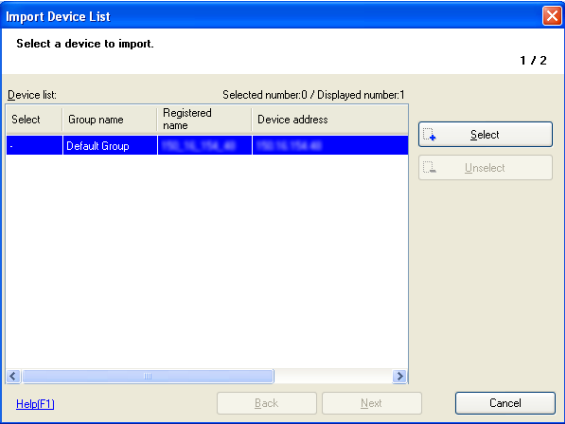 Import Device List
Select a device to import.
1 / 2
Device list:
Selected number:0 / Displayed number:1
Select
Group name
Registered
name
Device address
Select
- Default Group
Unselect
Help(F1)
Back
Next
Cancel